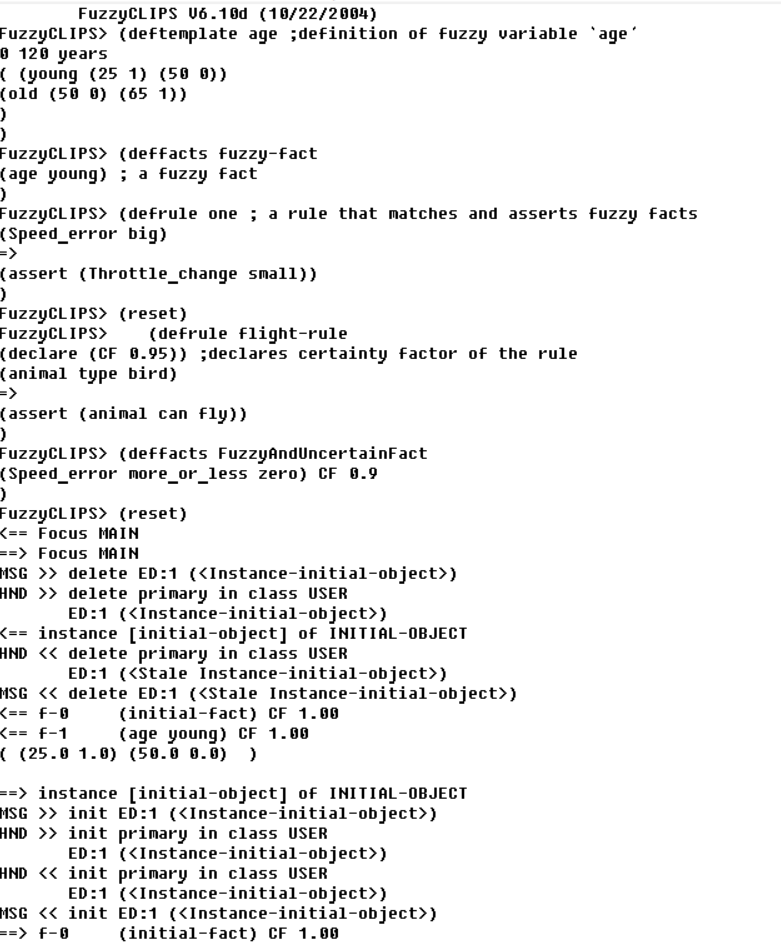 FuzzyCLIPS V6.10d (10/22/2004)
FuzzyCLIPS> (deftemplate age ;definition of fuzzy variable `age´
0 120 years
( (young (25 1) (50 0))
(old (50 0) (65 1))
)
)
FuzzyCLIPS> (deffacts fuzzy-fact
(age young) ; a fuzzy fact
)
FuzzyCLIPS> (defrule one ; a rule that matches and asserts fuzzy facts
(Speed_error big)
=>
(assert (Throttle_change small))
)
FuzzyCLIPS> (reset)
FuzzyCLIPS>    (defrule flight-rule
(declare (CF 0.95)) ;declares certainty factor of the rule
(animal type bird)
=>
(assert (animal can fly))
)
FuzzyCLIPS> (deffacts FuzzyAndUncertainFact
(Speed_error more_or_less zero) CF 0.9
)
FuzzyCLIPS> (reset)
<== Focus MAIN
==> Focus MAIN
MSG >> delete ED:1 (<Instance-initial-object>)
HND >> delete primary in class USER
ED:1 (<Instance-initial-object>)
<== instance [initial-object] of INITIAL-OBJECT
HND << delete primary in class USER
ED:1 (<Stale Instance-initial-object>)
MSG << delete ED:1 (<Stale Instance-initial-object>)
<== f-0     (initial-fact) CF 1.00
<== f-1     (age young) CF 1.00
( (25.0 1.0) (50.0 0.0)  )
==> instance [initial-object] of INITIAL-OBJECT
MSG >> init ED:1 (<Instance-initial-object>)
HND >> init primary in class USER
ED:1 (<Instance-initial-object>)
HND << init primary in class USER
ED:1 (<Instance-initial-object>)
MSG << init ED:1 (<Instance-initial-object>)
==> f-0     (initial-fact) CF 1.00